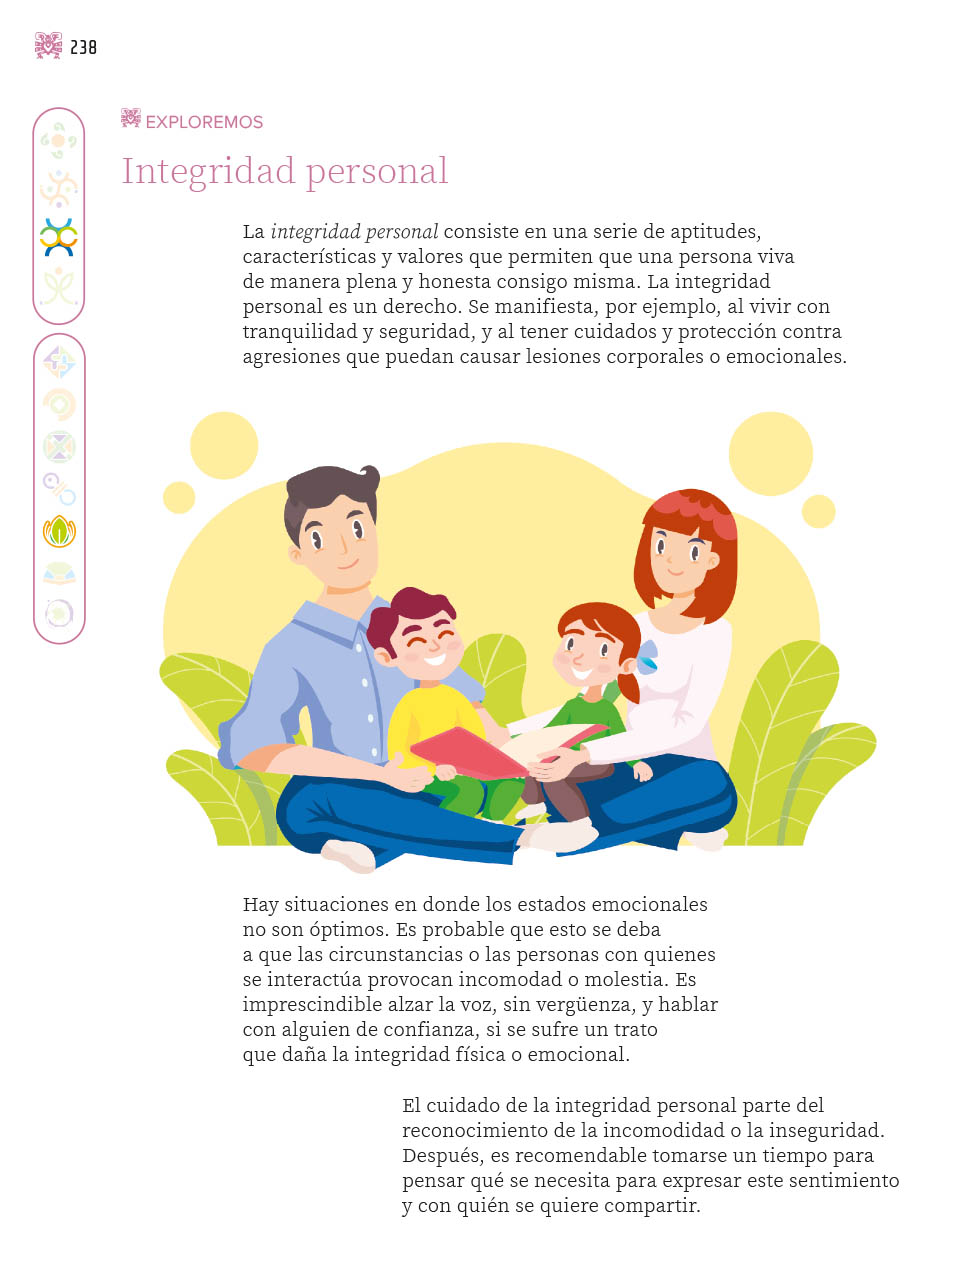 238
EXPLOREMOS
Integridad personal
La integridad personal consiste en una serie de aptitudes,
características y valores que permiten que una persona viva
de manera plena y honesta consigo misma. La integridad
personal es un derecho. Se manifiesta, por ejemplo, al vivir con
tranquilidad y seguridad, y al tener cuidados y protección contra
agresiones que puedan causar lesiones corporales o emocionales.
Hay situaciones en donde los estados emocionales
no son óptimos. Es probable que esto se deba
a que las circunstancias o las personas con quienes
se interactúa provocan incomodad o molestia. Es
imprescindible alzar la voz, sin vergüenza, y hablar
con alguien de confianza, si se sufre un trato
que daña la integridad física o emocional.
El cuidado de la integridad personal parte del
reconocimiento de la incomodidad o la inseguridad.
Después, es recomendable tomarse un tiempo para
pensar qué se necesita para expresar este sentimiento
y con quién se quiere compartir.